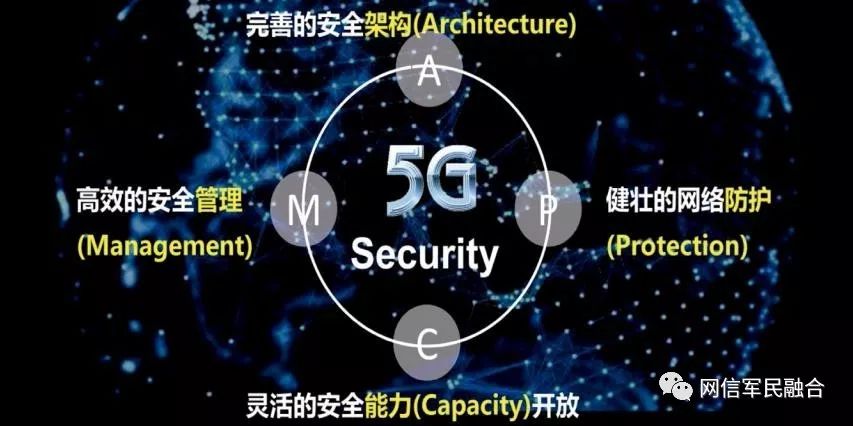 完善的安全架构(Architecture)
A
高效的安全管理
(Management)
M
5G
Security
P
健壮的网络防护
(Protection)
C
灵活的安全能力(Capacity)开放
网信军民融合